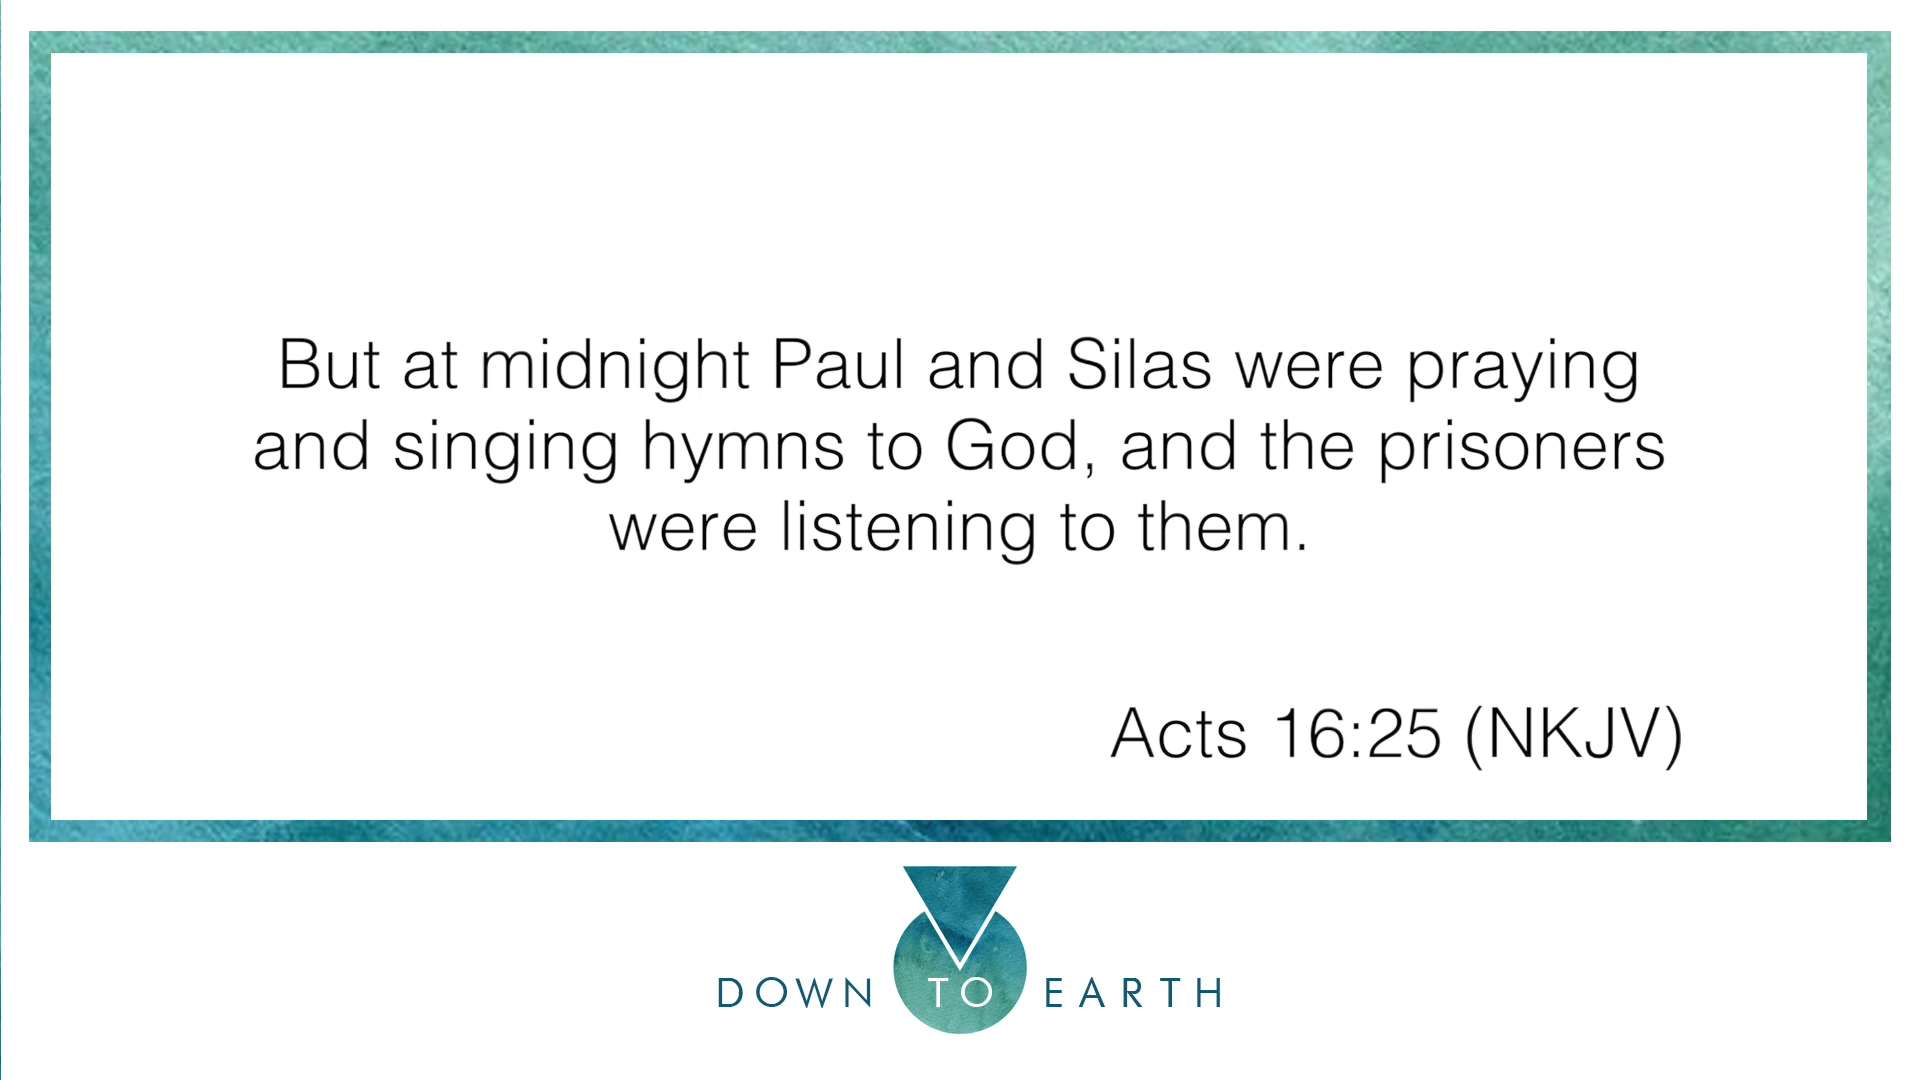 But at midnight Paul and Silas were praying
and singing hymns to God, and the prisoners
were listening to them.
Acts 16:25 (NKJV)
DOWN TO EARTH